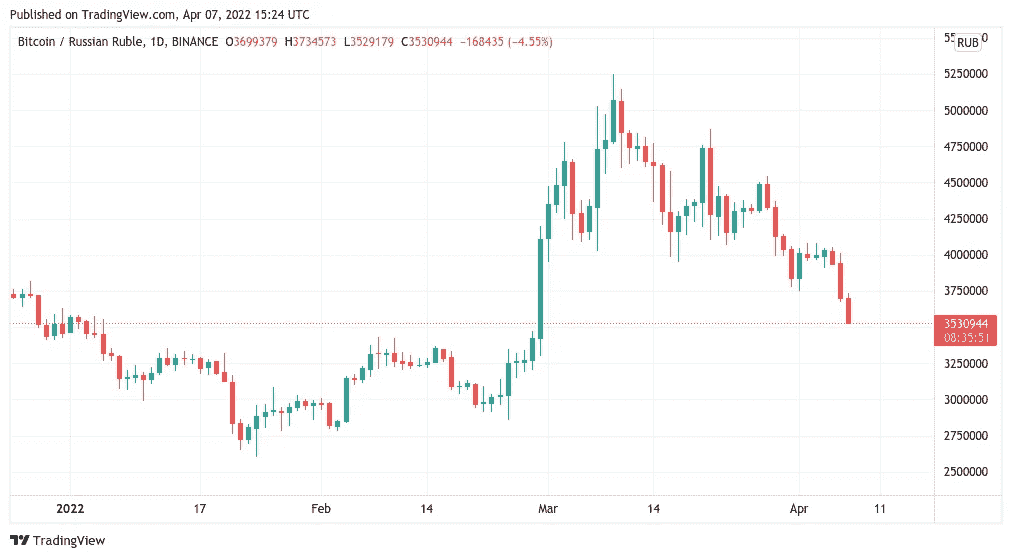 Published on TradingView.com, Apr 07, 2022 15:24 UTC
Bitcoin / Russian Ruble, 1D, BINANCE O3699379 H3734573 L3529179 C3530944 −168435 (−4.55%)
RUB
5250000
5000000
4750000
4500000
4250000
4000000
3750000
3530944
08:35:51
3250000
3000000
2750000
2500000
2022 17 Feb 14 Mar 14 Apr 11
TradingView